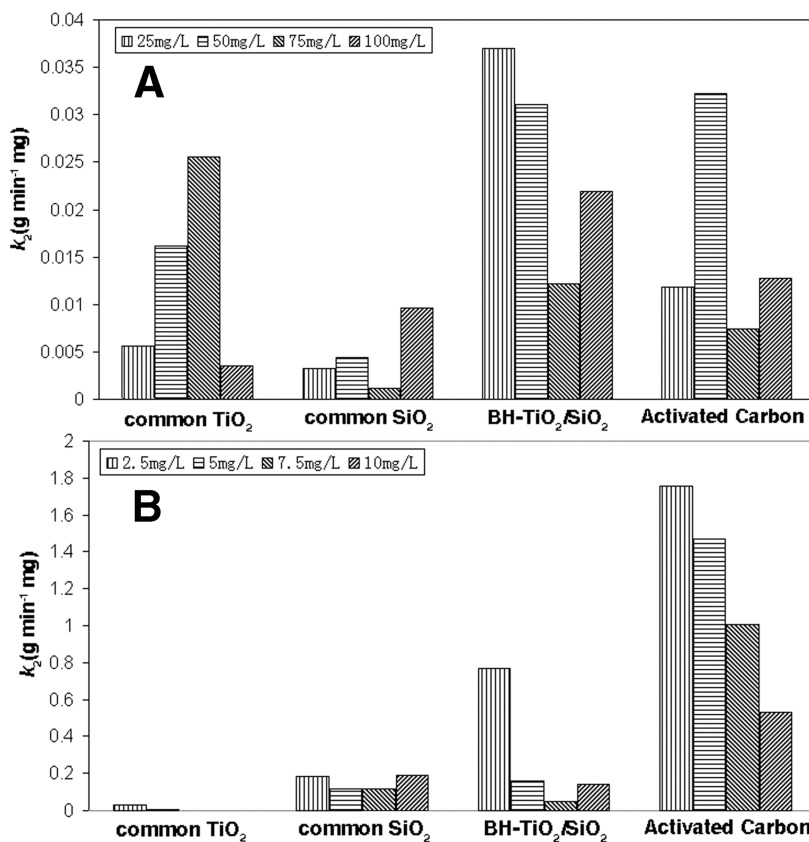 0.04
25mg/L 50mg/L 75mg/L 100mg/L
A
0.035
0.03
0.025
0.02
0.015
0.01
0.005
0
k₂(g min⁻¹ mg)
common TiO₂ common SiO₂ BH-TiO₂/SiO₂ Activated Carbon
2
2.5mg/L 5mg/L 7.5mg/L 10mg/L
B
1.8
1.6
1.4
1.2
1
0.8
0.6
0.4
0.2
0
k₂(g min⁻¹ mg)
common TiO₂ common SiO₂ BH-TiO₂/SiO₂ Activated Carbon